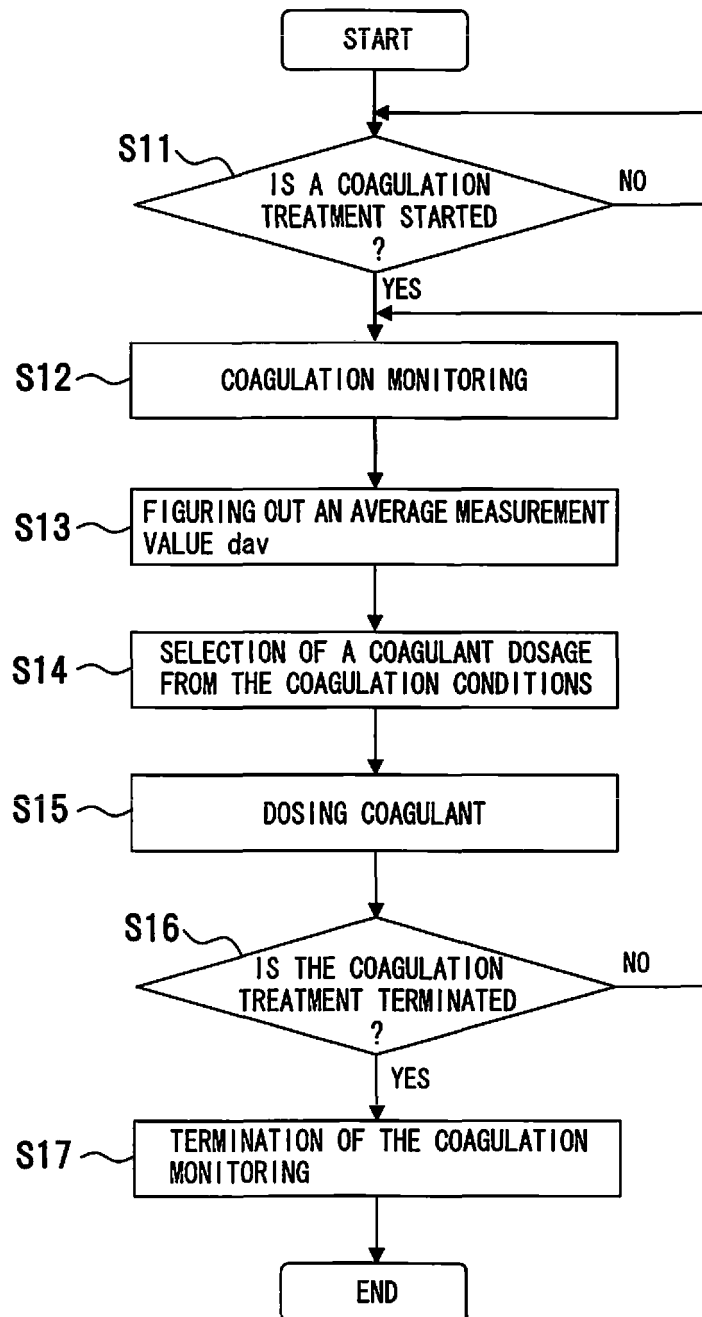 START
S11
IS A COAGULATION
TREATMENT STARTED
?
NO
YES
S12
COAGULATION MONITORING
S13
FIGURING OUT AN AVERAGE MEASUREMENT
VALUE dav
S14
SELECTION OF A COAGULANT DOSAGE
FROM THE COAGULATION CONDITIONS
S15
DOSING COAGULANT
S16
IS THE COAGULATION
TREATMENT TERMINATED
?
NO
YES
S17
TERMINATION OF THE COAGULATION
MONITORING
END